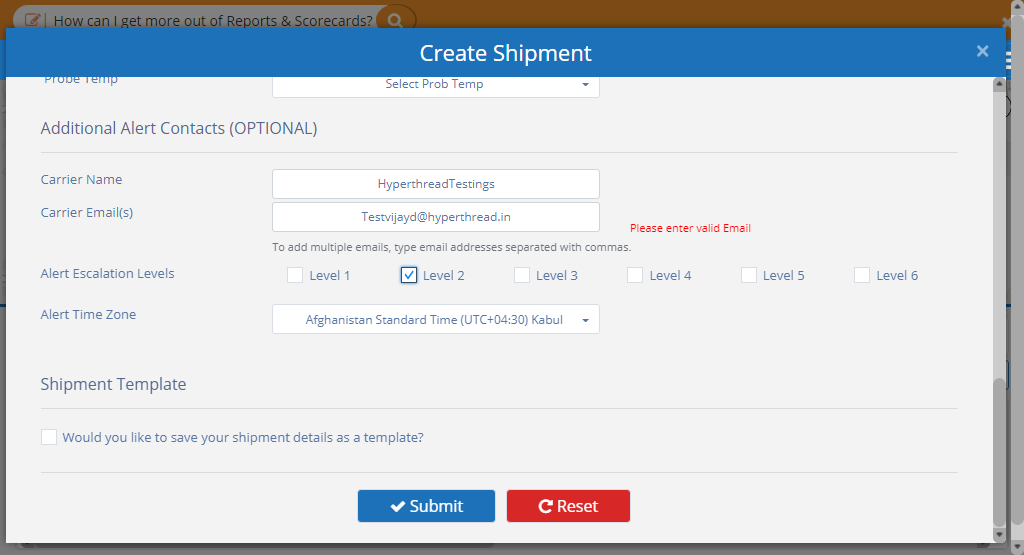 How can I get more out of Reports & Scorecards?
Create Shipment ×
Probe Temp Select Prob Temp
Additional Alert Contacts (OPTIONAL)
Carrier Name HyperthreadTestings
Carrier Email(s) Testvijayd@hyperthread.in Please enter valid Email
To add multiple emails, type email addresses separated with commas.
Alert Escalation Levels Level 1 Level 2 Level 3 Level 4 Level 5 Level 6
Alert Time Zone Afghanistan Standard Time (UTC+04:30) Kabul
Shipment Template
Would you like to save your shipment details as a template?
Submit Reset